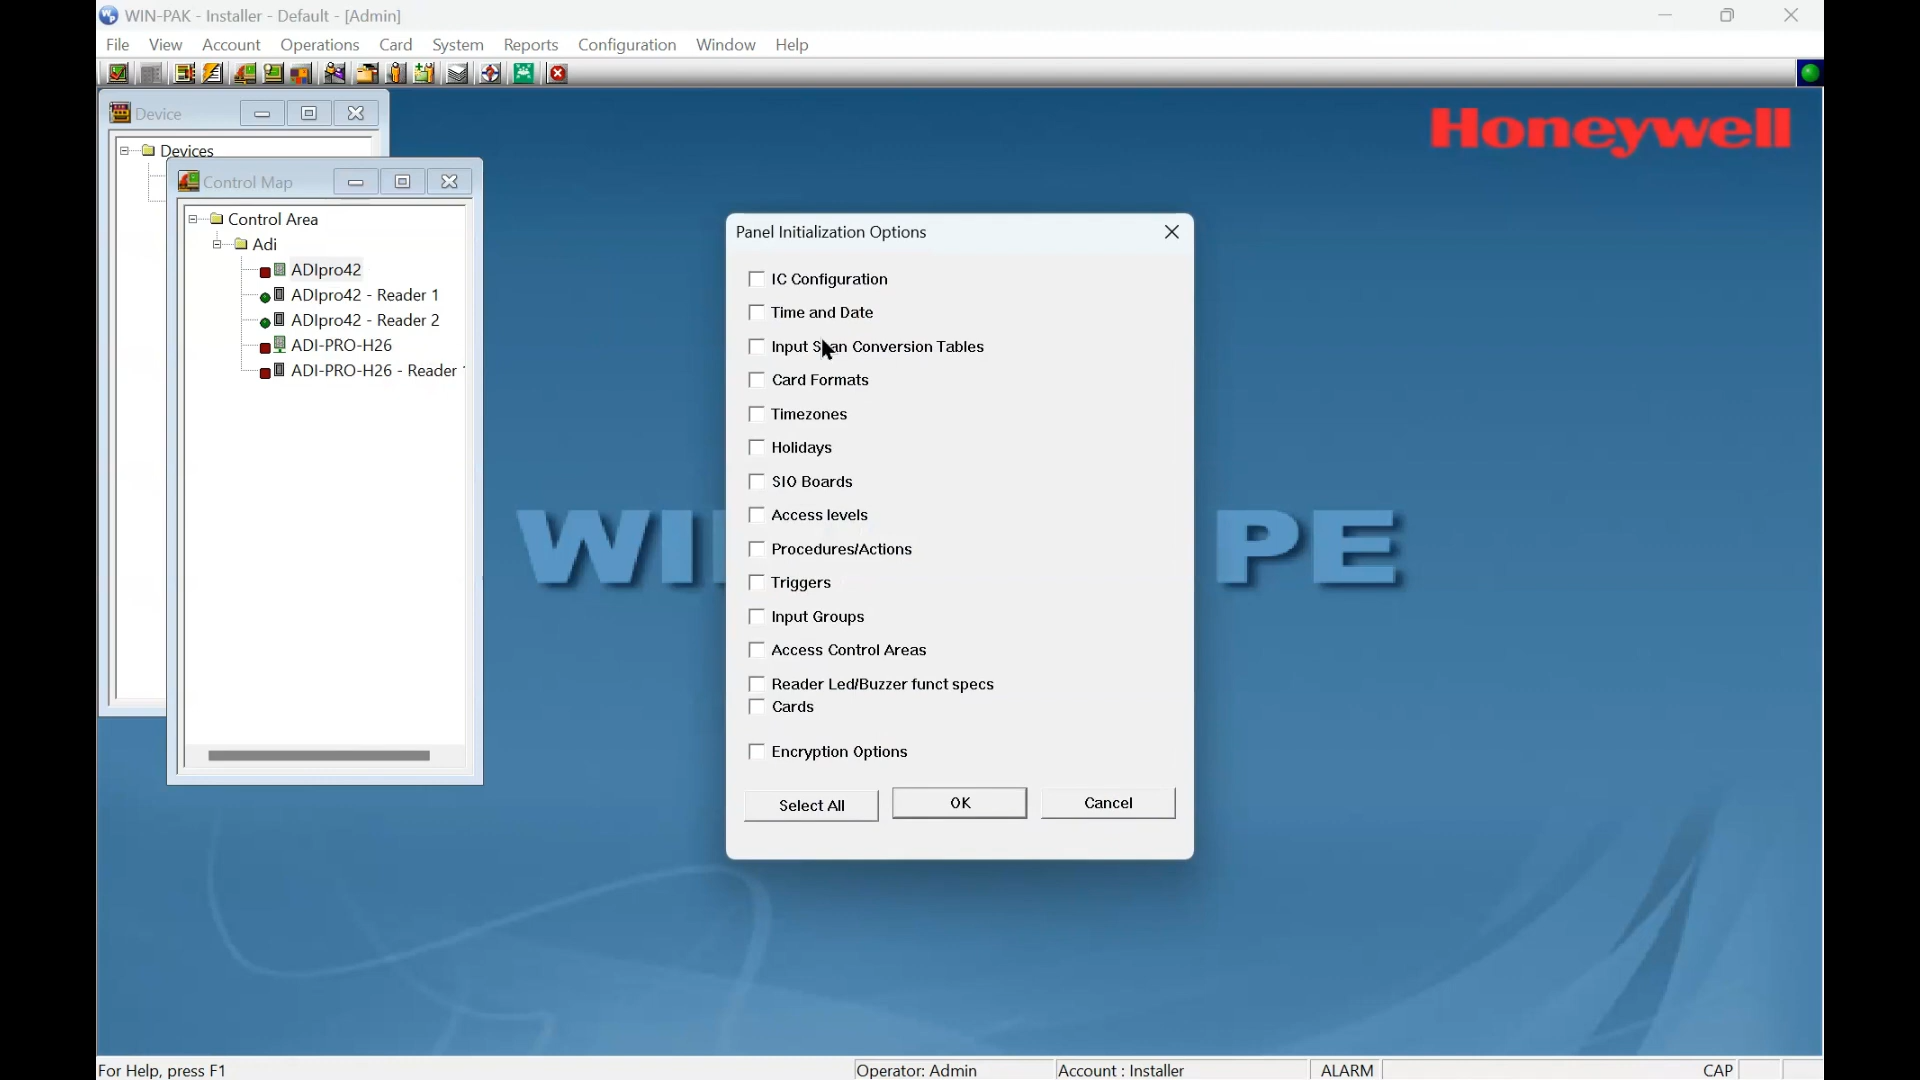 WIN-PAK - Installer - Default - [Admin]
File View Account Operations Card System Reports Configuration Window Help
Device
Devices
Honeywell
Control Map
Control Area
Adi
ADIpro42
ADIpro42 - Reader 1
ADIpro42 - Reader 2
ADI-PRO-H26
ADI-PRO-H26 - Reader
Panel Initialization Options
IC Configuration
Time and Date
Input Scan Conversion Tables
Card Formats
Timezones
Holidays
SIO Boards
Access levels
Procedures/Actions
Triggers
Input Groups
Access Control Areas
Reader Led/Buzzer funct specs
Cards
Encryption Options
Select All OK Cancel
WI PE
For Help, press F1 Operator: Admin Account : Installer ALARM CAP